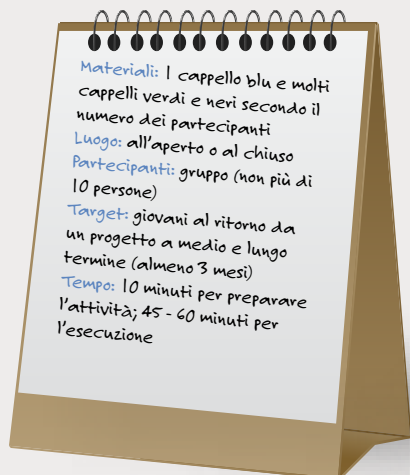 Materiali: 1 cappello blu e molti
cappelli verdi e neri secondo il
numero dei partecipanti
Luogo: all'aperto o al chiuso
Partecipanti: gruppo (non più di
10 persone)
Target: giovani al ritorno da
un progetto a medio e lungo
termine (almeno 3 mesi)
Tempo: 10 minuti per preparare
l'attività; 45 - 60 minuti per
l'esecuzione